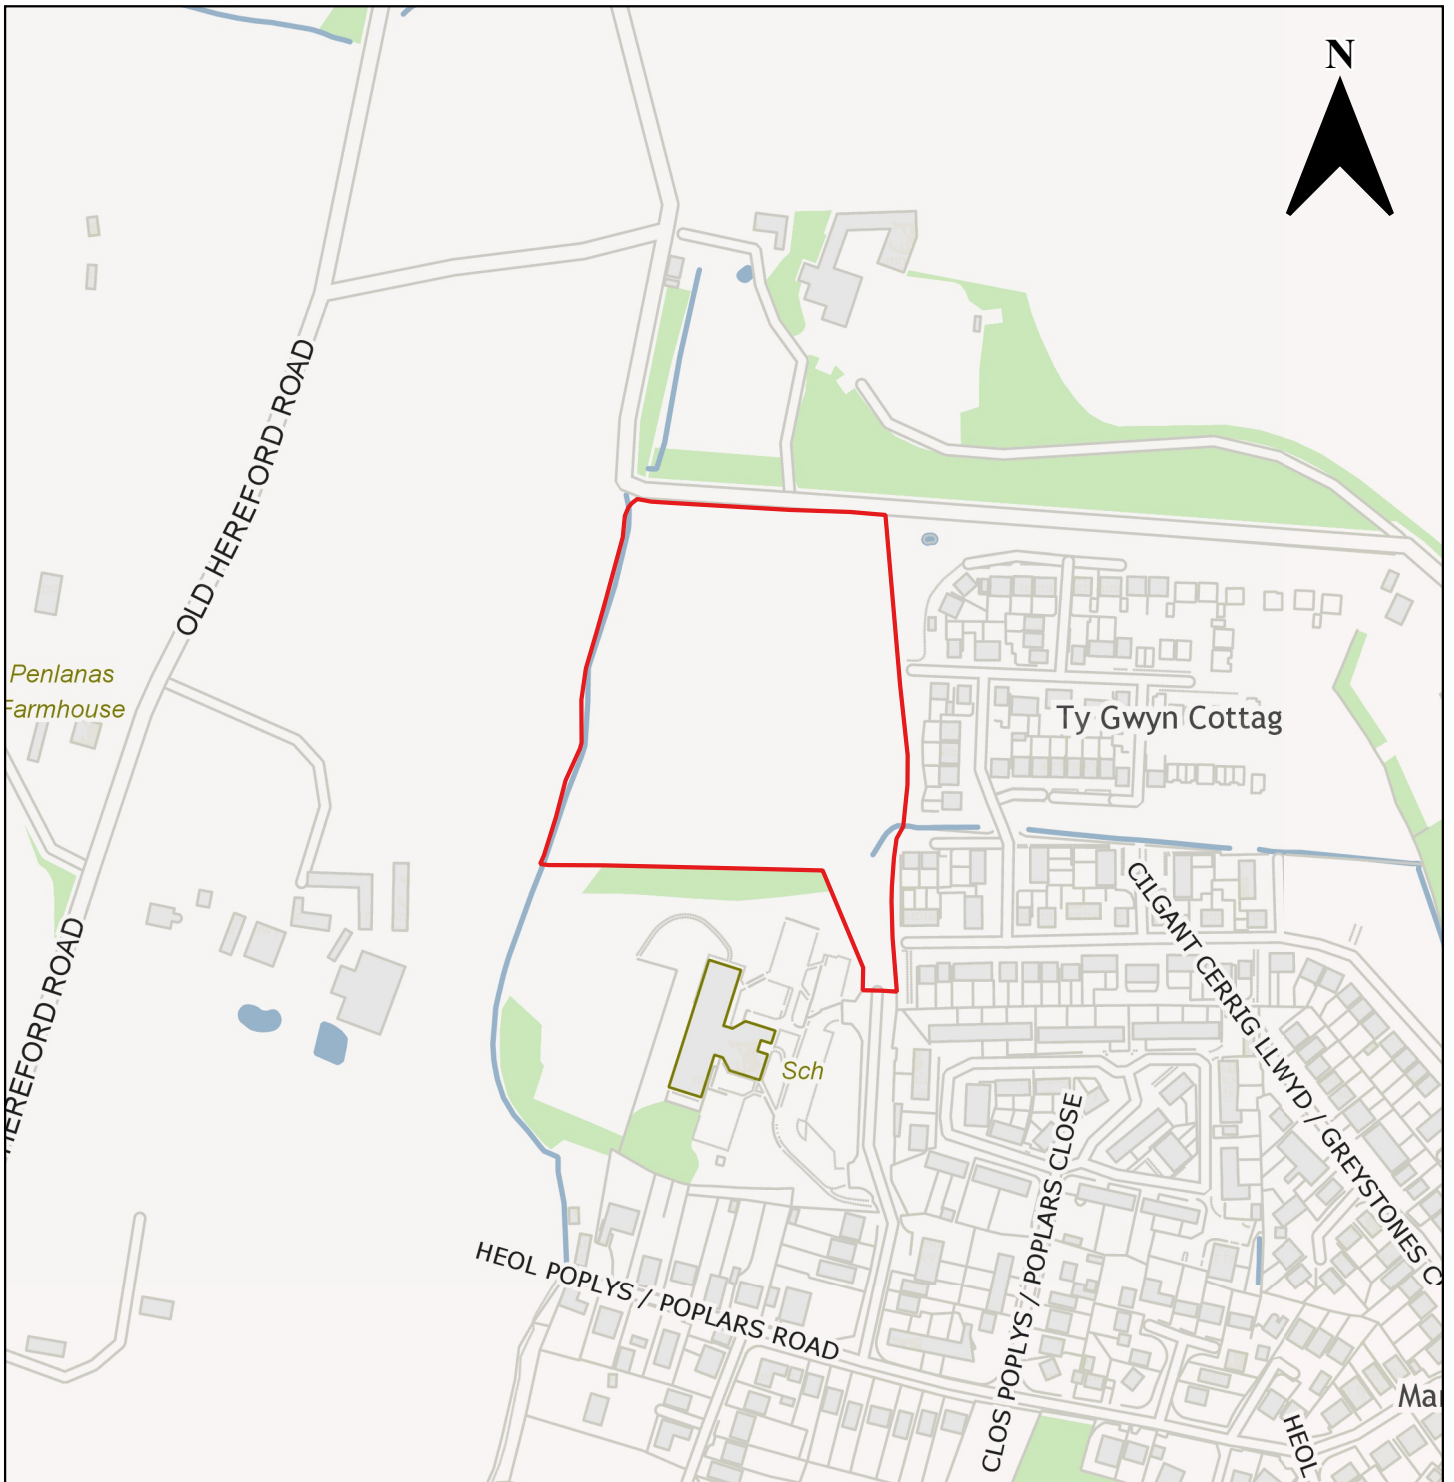 N
OLD HEREFORD ROAD
Penlanas
Farmhouse
Ty Gwyn Cottag
CILGANT CERRIG LLWYD / GREYSTONES C
HEREFORD ROAD
Sch
CLOS POPLYS / POPLARS CLOSE
HEOL POPLYS / POPLARS ROAD
Mar
HEOL